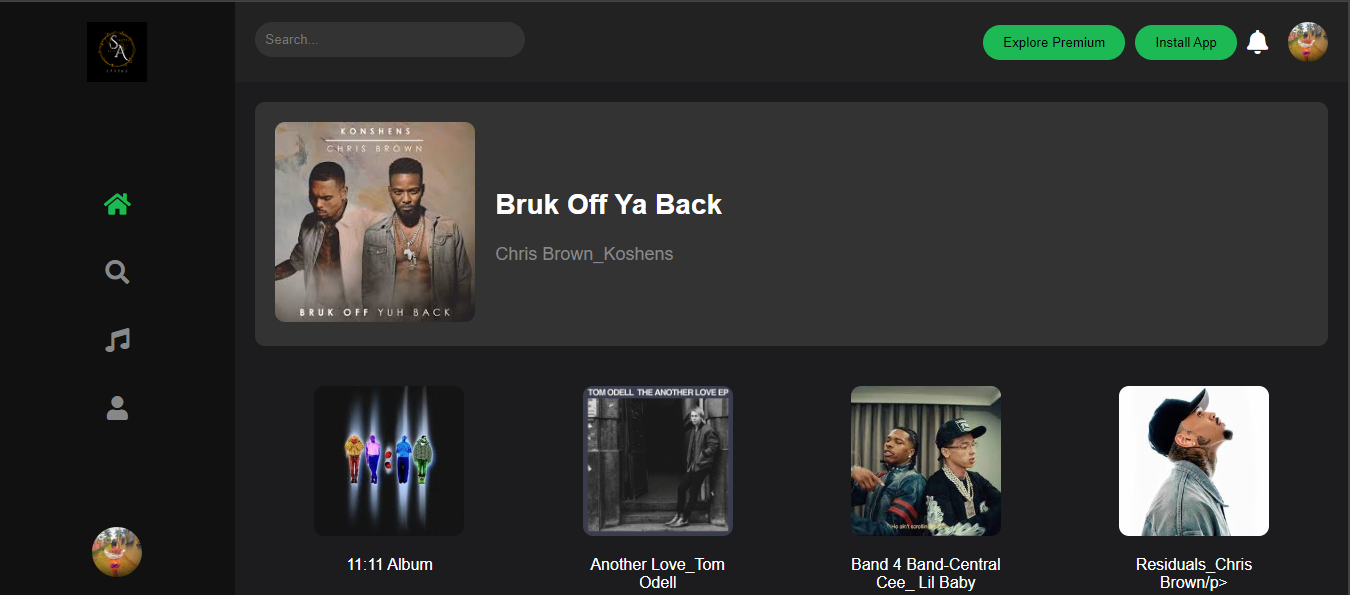 SA
Search...
Explore Premium
Install App
KONSHENS
CHRIS BROWN
BRUK OFF YUH BACK
Bruk Off Ya Back
Chris Brown_Koshens
11:11 Album
TOM ODELL THE ANOTHER LOVE EP
Another Love_Tom
Odell
Band 4 Band-Central
Cee_ Lil Baby
Residuals_Chris
Brown/p>